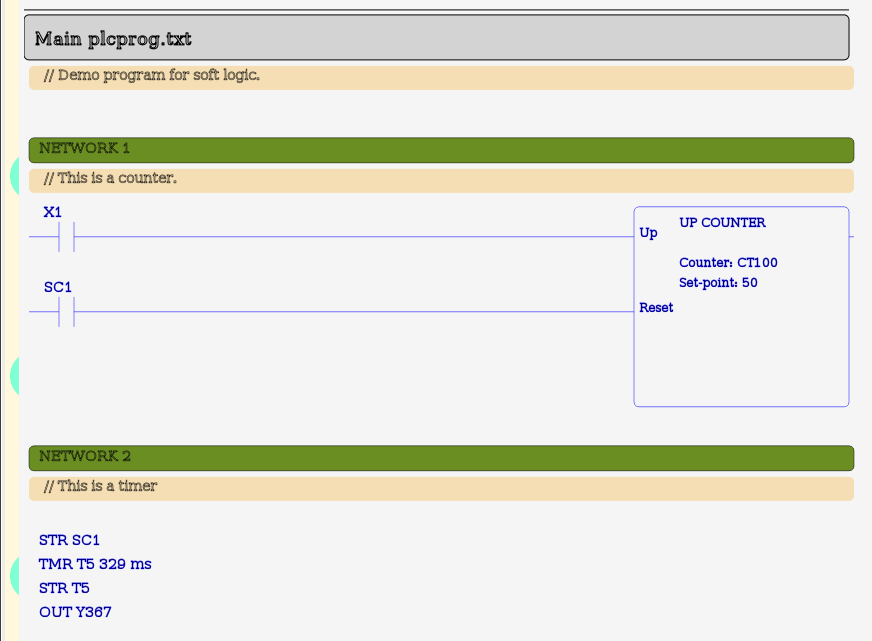 Main plcprog.txt
// Demo program for soft logic.
NETWORK 1
// This is a counter.
X1
Up
UP COUNTER
Counter: CT100
Set-point: 50
SC1
Reset
NETWORK 2
// This is a timer
STR SC1
TMR T5 329 ms
STR T5
OUT Y367